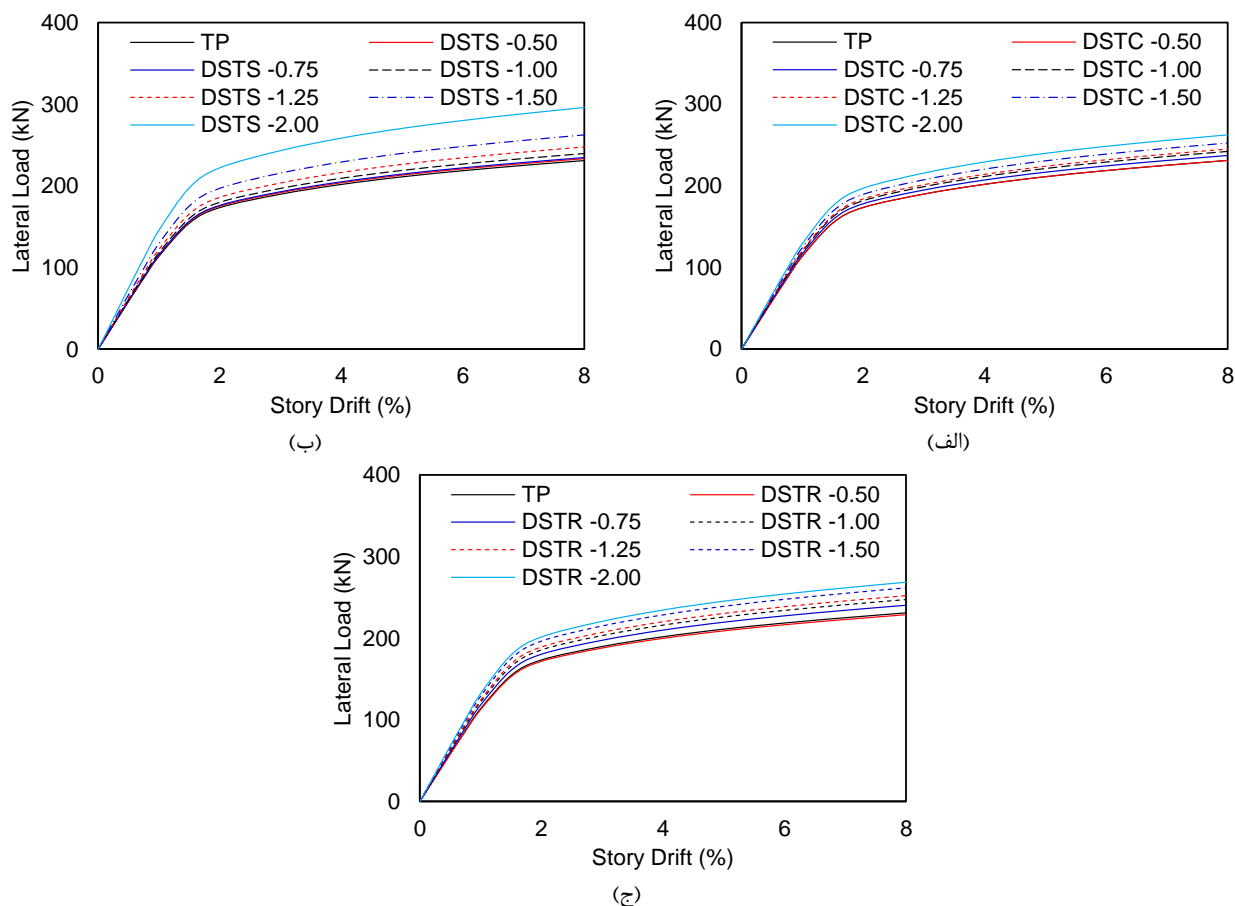 400
300
200
100
0
TP DSTS -0.50
DSTS -0.75 DSTS -1.00
DSTS -1.25 DSTS -1.50
DSTS -2.00
Lateral Load (kN)
0 2 4 6 8
Story Drift (%)
(ب)
400
300
200
100
0
TP DSTC -0.50
DSTC -0.75 DSTC -1.00
DSTC -1.25 DSTC -1.50
DSTC -2.00
Lateral Load (kN)
0 2 4 6 8
Story Drift (%)
(الف)
400
300
200
100
0
TP DSTR -0.50
DSTR -0.75 DSTR -1.00
DSTR -1.25 DSTR -1.50
DSTR -2.00
Lateral Load (kN)
0 2 4 6 8
Story Drift (%)
(ج)